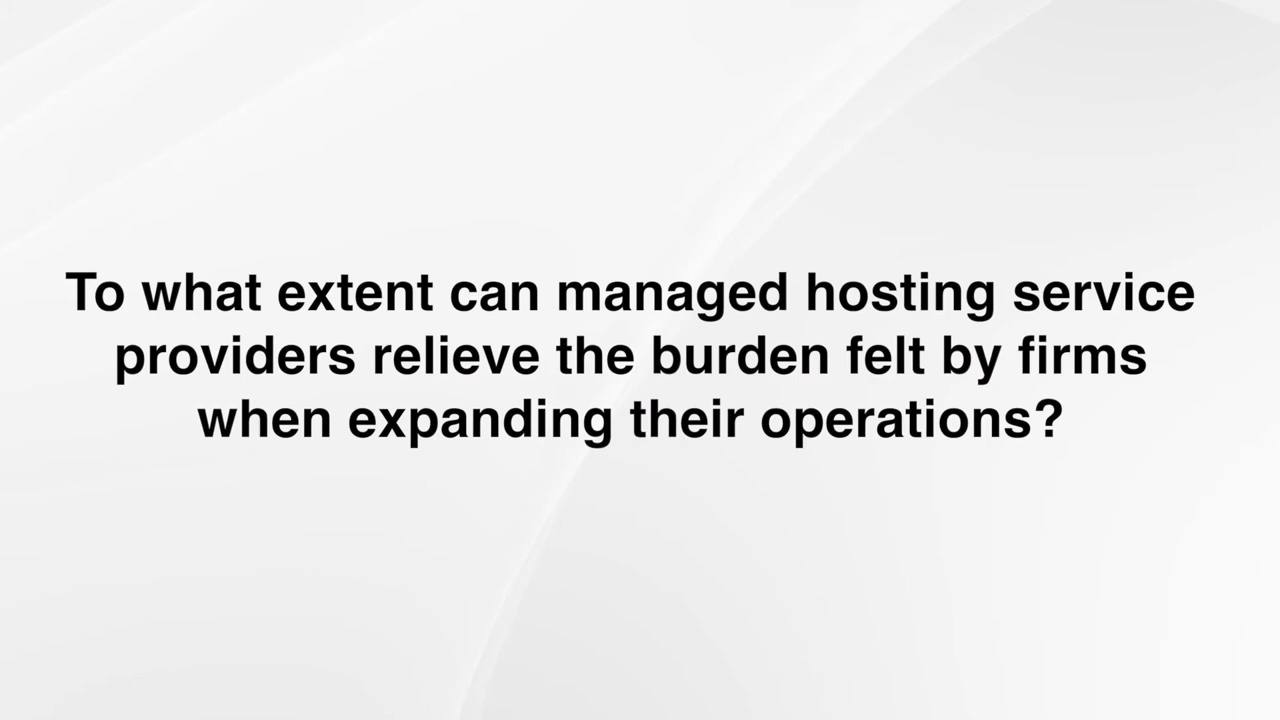 To what extent can managed hosting service
providers relieve the burden felt by firms
when expanding their operations?